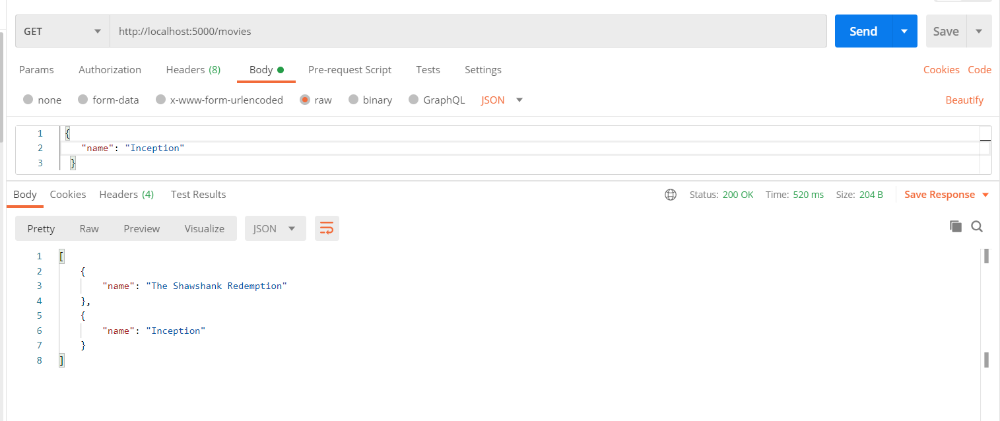 GET http://localhost:5000/movies Send Save
Params Authorization Headers (8) Body Pre-request Script Tests Settings Cookies Code
none form-data x-www-form-urlencoded raw binary GraphQL JSON Beautify
1 {
2 "name": "Inception"
3 }
Body Cookies Headers (4) Test Results Status: 200 OK Time: 520 ms Size: 204 B Save Response
Pretty Raw Preview Visualize JSON
1 [
2 {
3 "name": "The Shawshank Redemption"
4 },
5 {
6 "name": "Inception"
7 }
8 ]